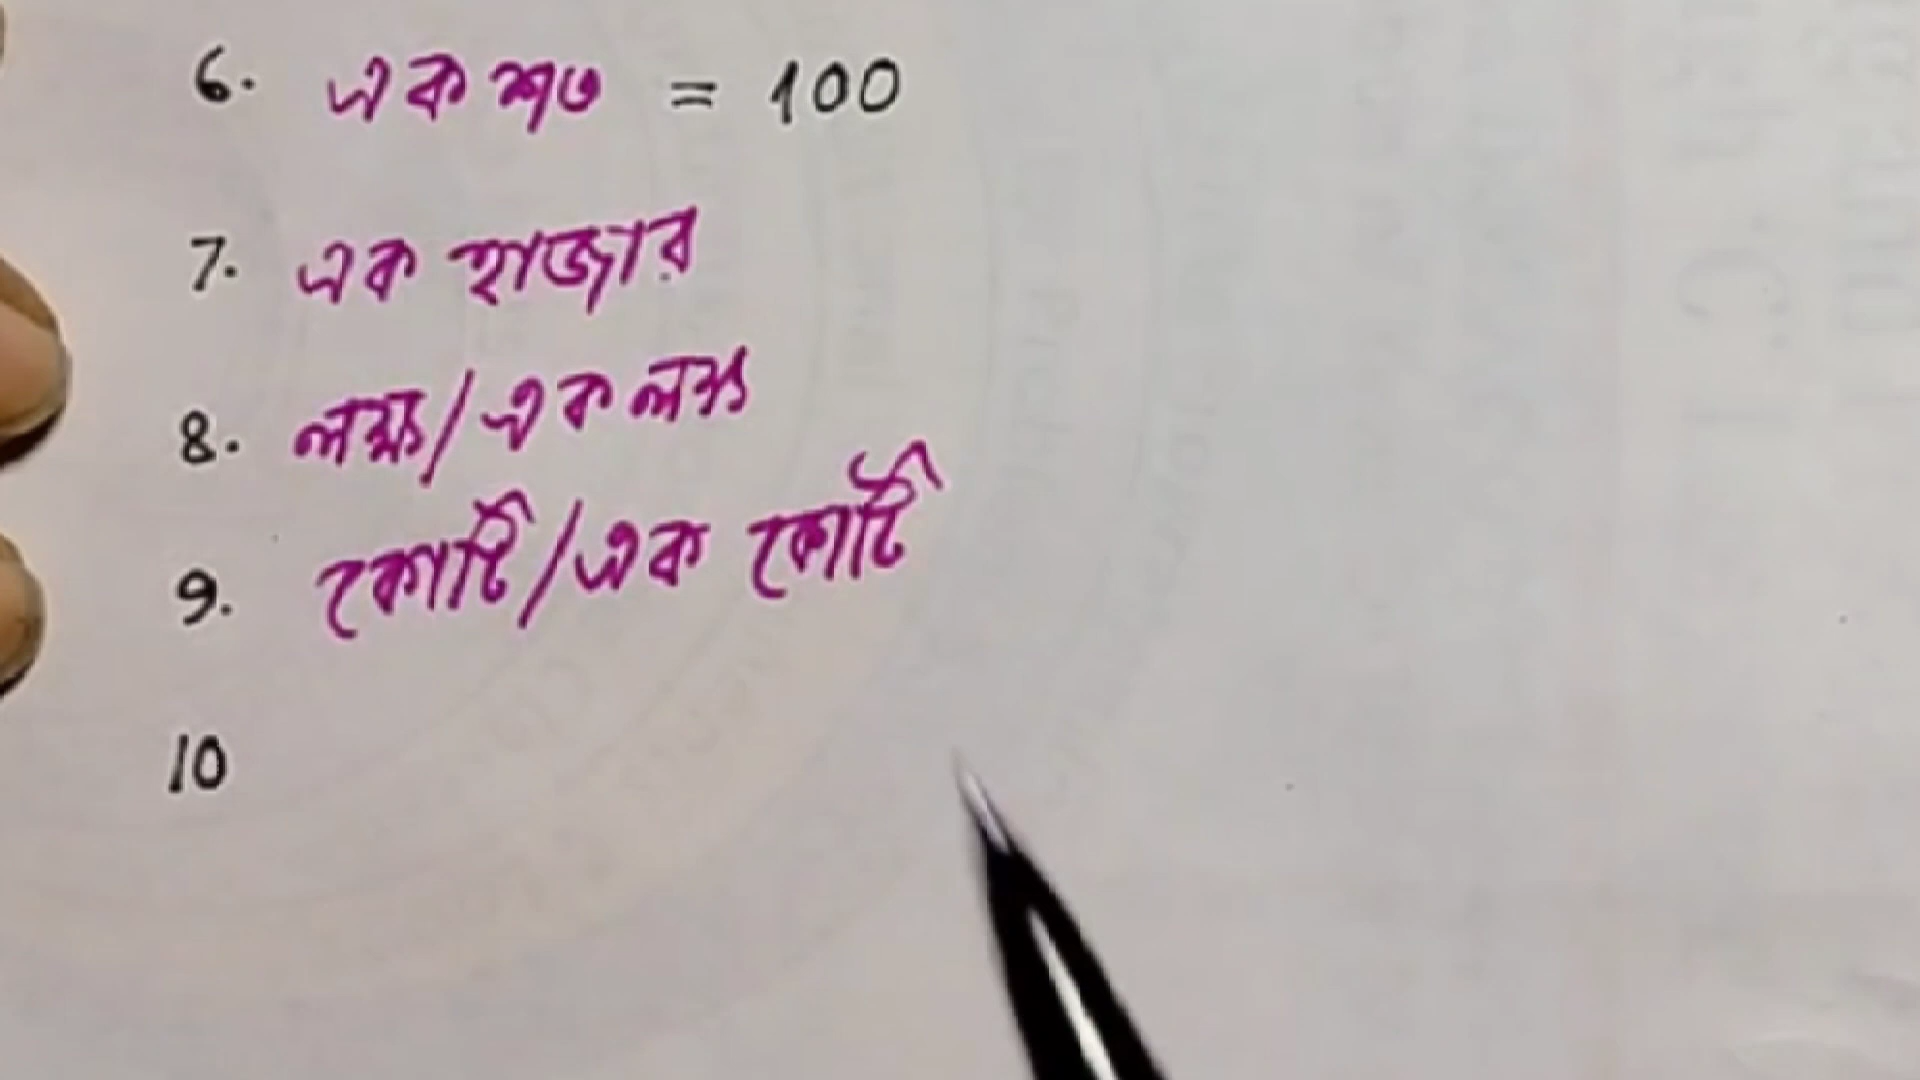 6. এক শত = 100
7. এক হাজার
8. লক্ষ/এক লক্ষ
9. কোটি/এক কোটি
10